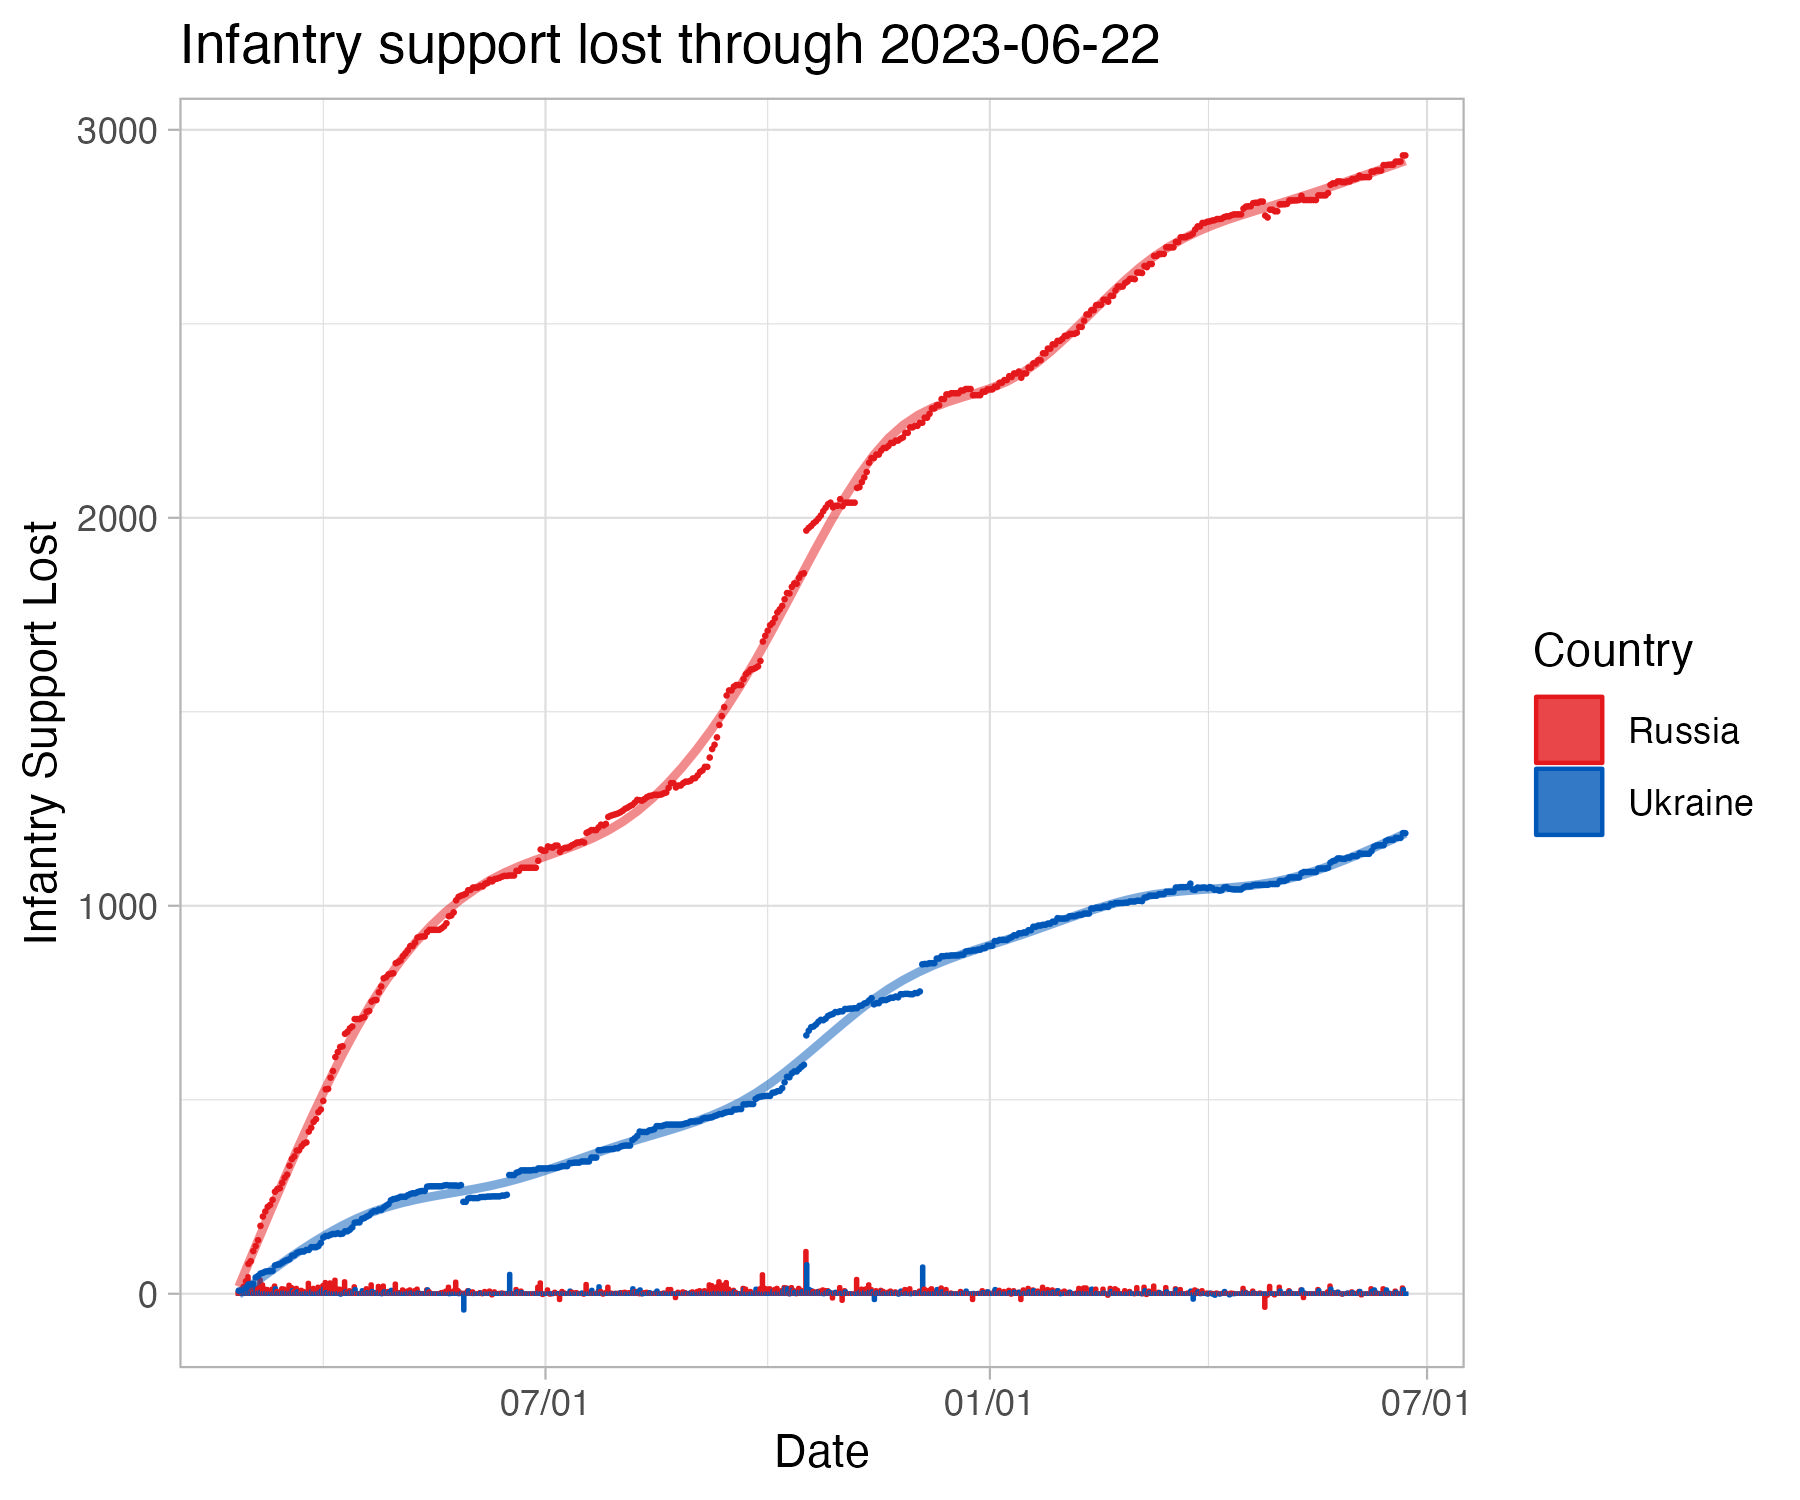 Infantry support lost through 2023-06-22
Infantry Support Lost
3000
2000
1000
0
07/01
01/01
07/01
Date
Country
Russia
Ukraine